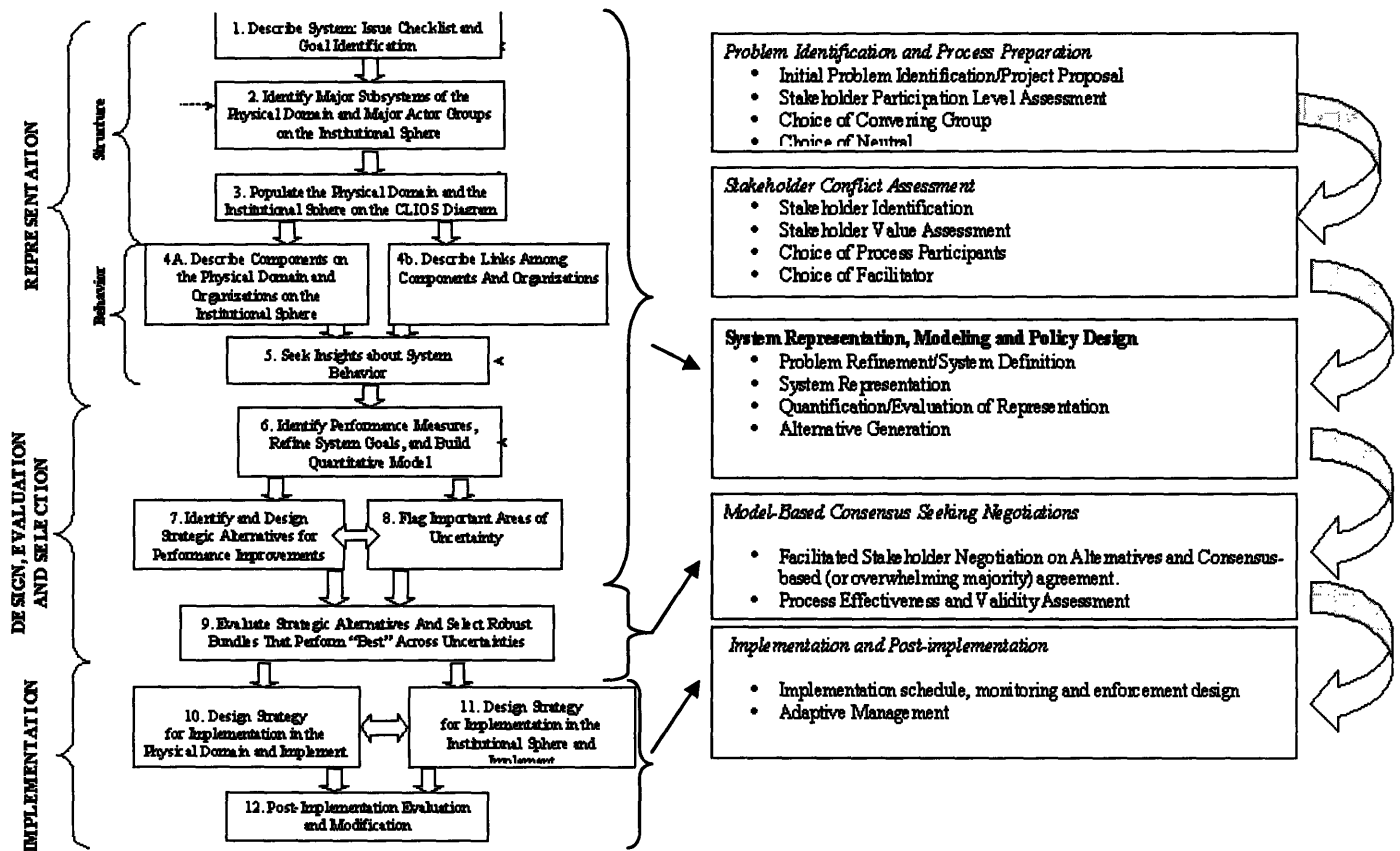 REPRESENTATION
Structure
Behavior
DESIGN, EVALUATION
AND SELECTION
IMPLEMENTATION
1. Describe System: Issue Checklist and
Goal Identification
2. Identify Major Subsystems of the
Physical Domain and Major Actor Groups
on the Institutional Sphere
3. Populate the Physical Domain and the
Institutional Sphere on the CLIOS Diagram
4A. Describe Components on
the Physical Domain and
Organizations on the
Institutional Sphere
4b. Describe Links Among
Components And Organizations
5. Seek Insights about System
Behavior
6. Identify Performance Measures,
Refine System Goals, and Build
Quantitative Model
7. Identify and Design
Strategic Alternatives for
Performance Improvements
8. Flag Important Areas of
Uncertainty
9. Evaluate Strategic Alternatives And Select Robust
Bundles That Perform “Best” Across Uncertainties
10. Design Strategy
for Implementation in the
Physical Domain and Implement
11. Design Strategy
for Implementation in the
Institutional Sphere and
Implement
12. Post-Implementation Evaluation
and Modification
Problem Identification and Process Preparation
• Initial Problem Identification/Project Proposal
• Stakeholder Participation Level Assessment
• Choice of Convening Group
• Choice of Neutral
Stakeholder Conflict Assessment
• Stakeholder Identification
• Stakeholder Value Assessment
• Choice of Process Participants
• Choice of Facilitator
System Representation, Modeling and Policy Design
• Problem Refinement/System Definition
• System Representation
• Quantification/Evaluation of Representation
• Alternative Generation
Model-Based Consensus Seeking Negotiations
• Facilitated Stakeholder Negotiation on Alternatives and Consensus-
based (or overwhelming majority) agreement.
• Process Effectiveness and Validity Assessment
Implementation and Post-implementation
• Implementation schedule, monitoring and enforcement design
• Adaptive Management